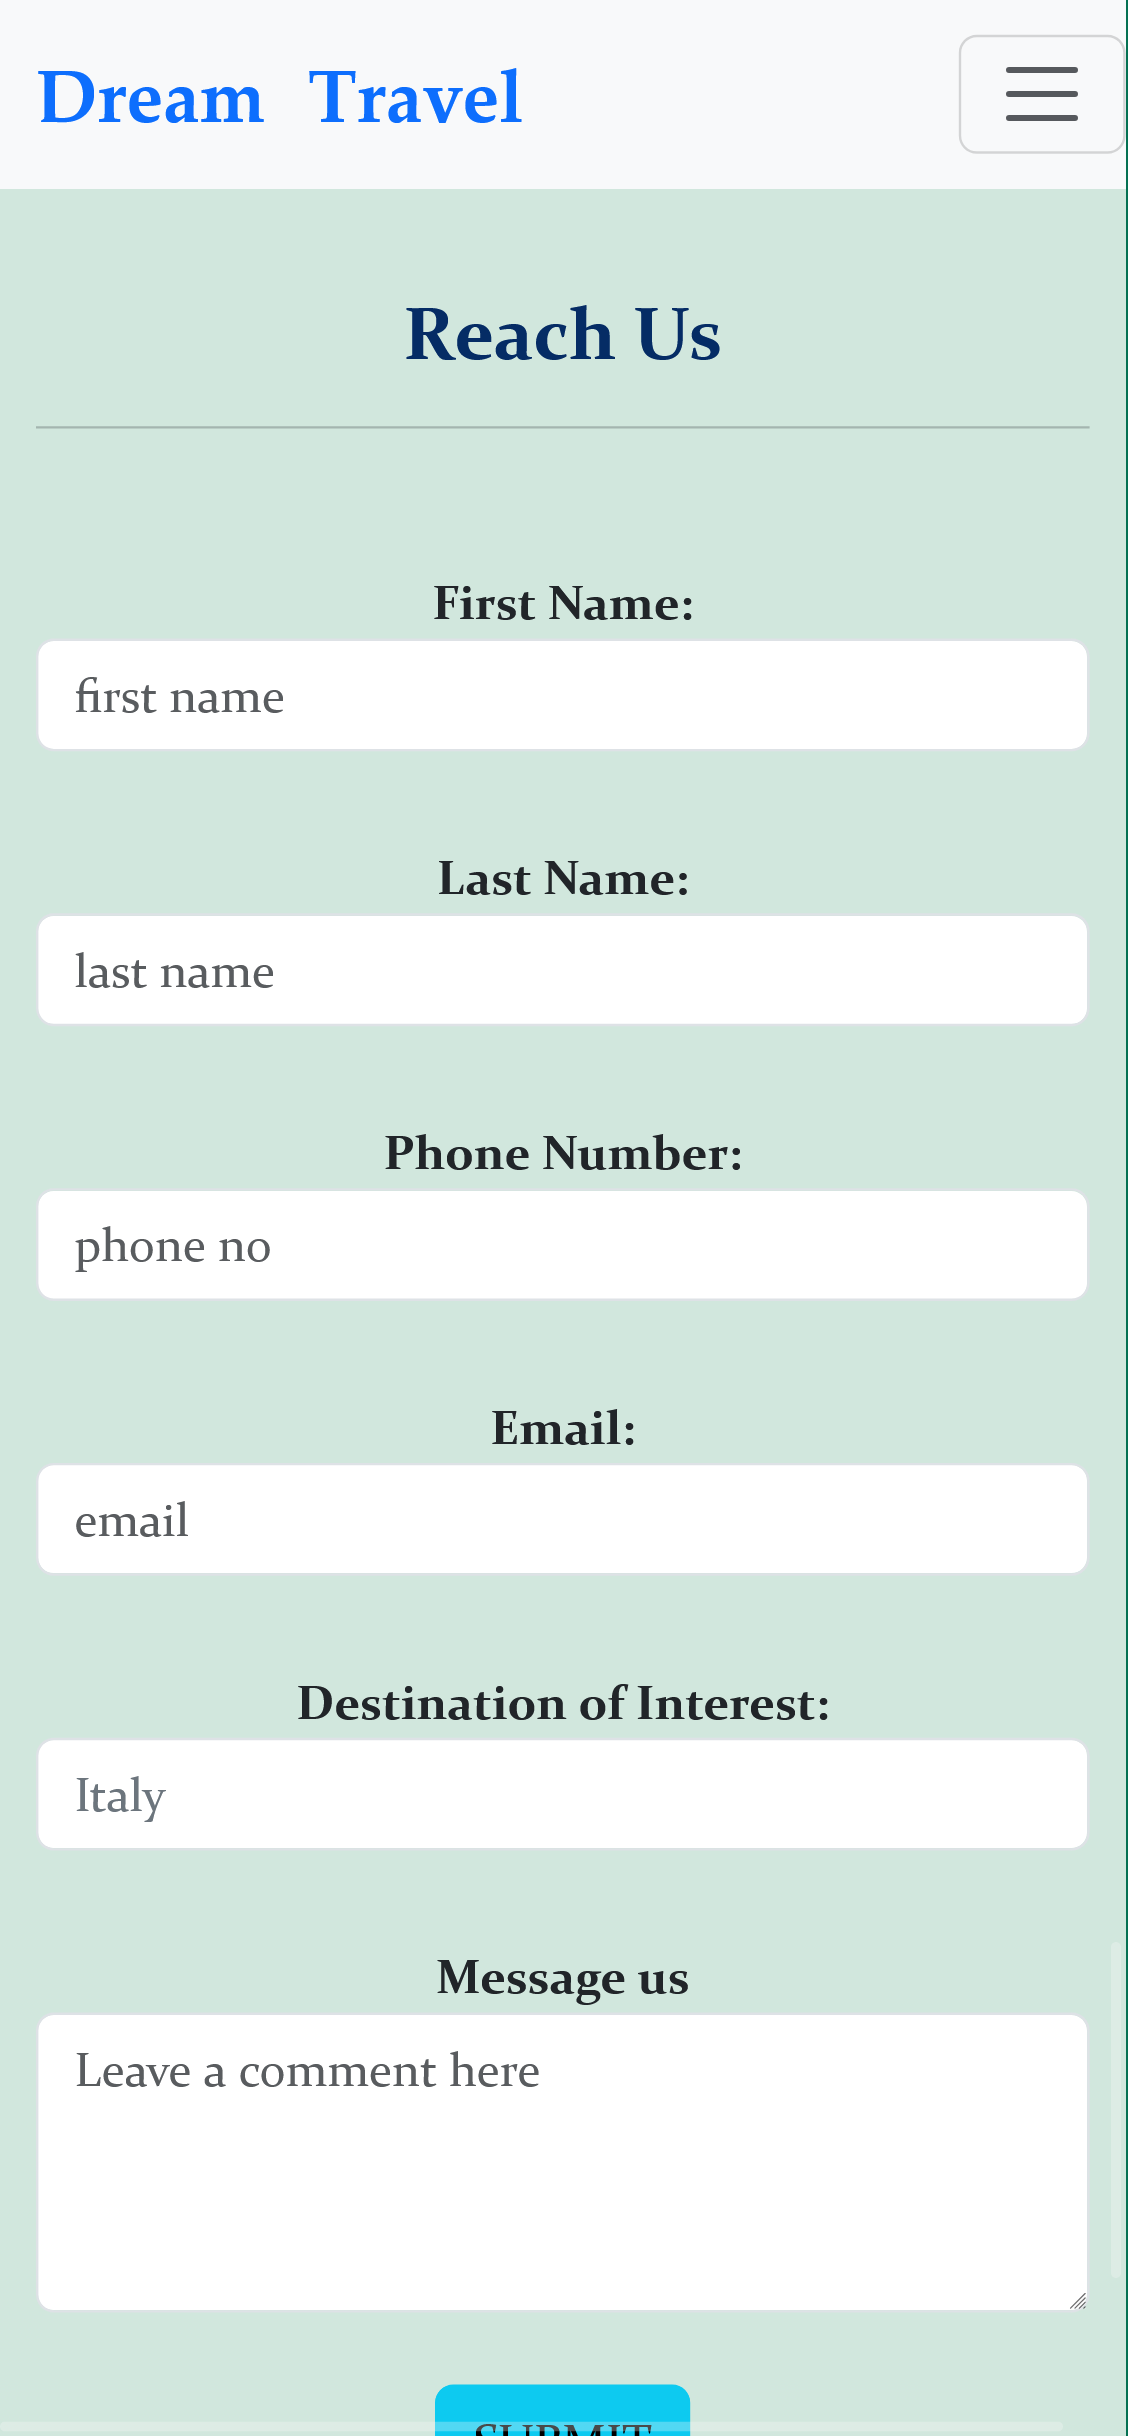 Dream Travel
Reach Us
First Name:
first name
Last Name:
last name
Phone Number:
phone no
Email:
email
Destination of Interest:
Italy
Message us
Leave a comment here
SUBMIT